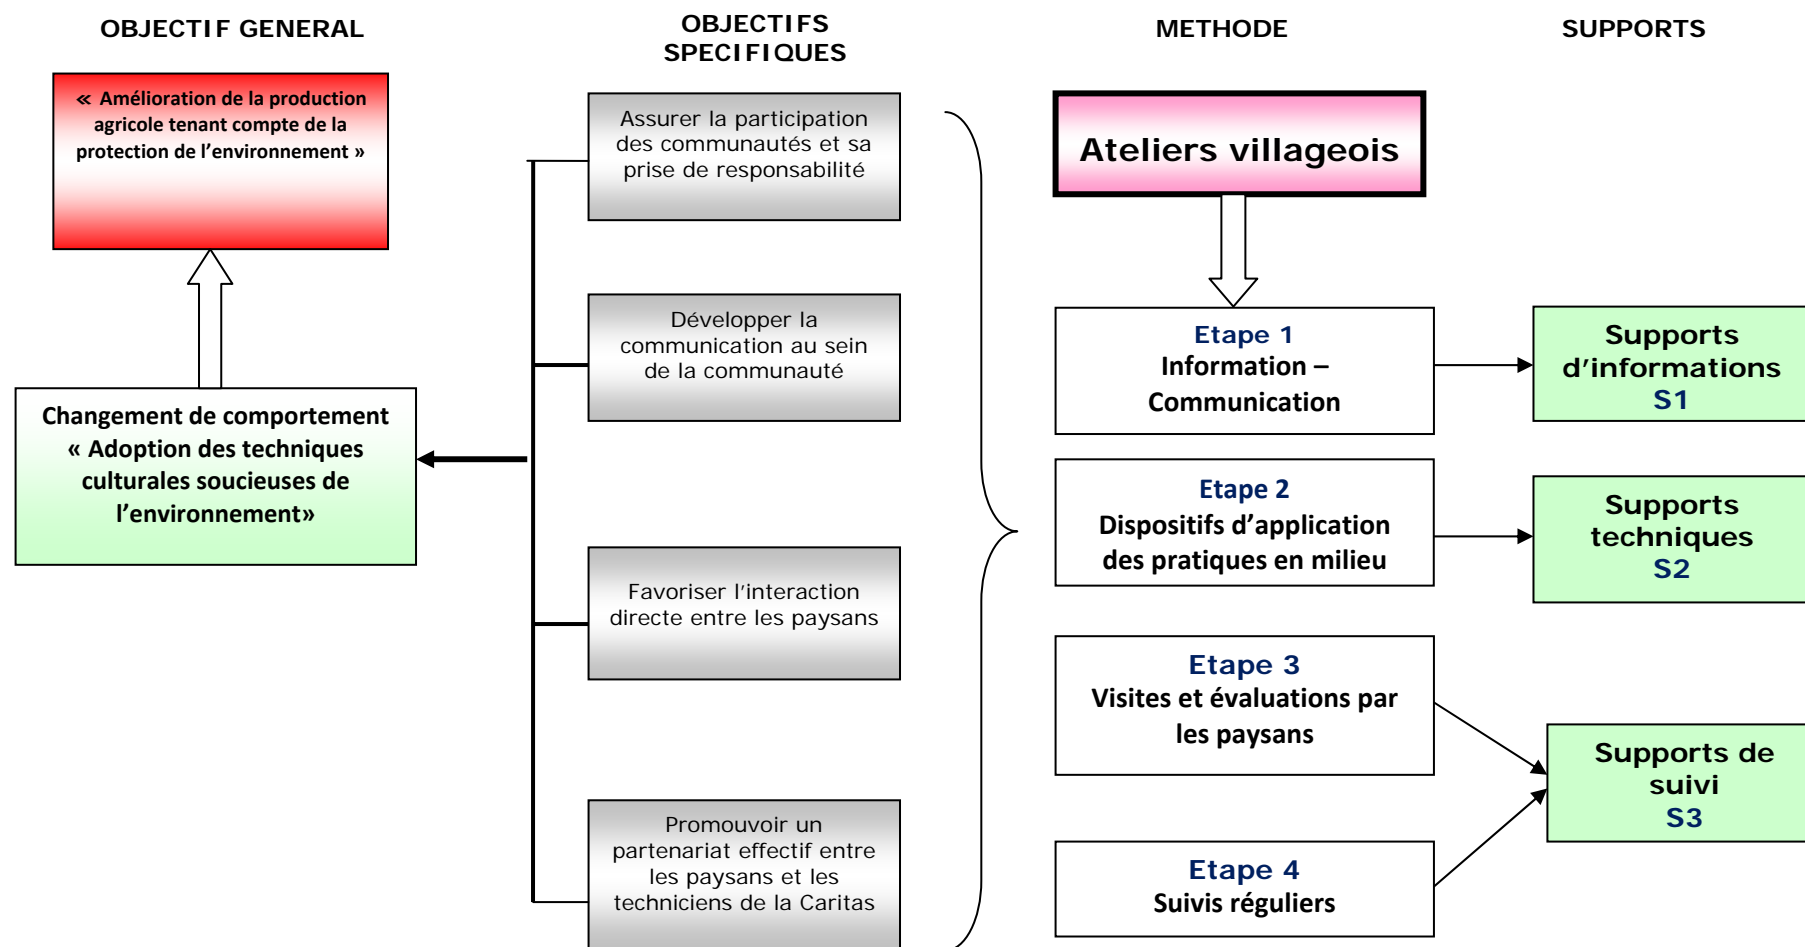 OBJECTIF GENERAL
OBJECTIFS
SPECIFIQUES
METHODE
SUPPORTS
« Amélioration de la production
agricole tenant compte de la
protection de l’environnement »
Changement de comportement
« Adoption des techniques
culturales soucieuses de
l’environnement»
Assurer la participation
des communautés et sa
prise de responsabilité
Développer la
communication au sein
de la communauté
Favoriser l’interaction
directe entre les paysans
Promouvoir un
partenariat effectif entre
les paysans et les
techniciens de la Caritas
Ateliers villageois
Etape 1
Information –
Communication
Etape 2
Dispositifs d’application
des pratiques en milieu
Etape 3
Visites et évaluations par
les paysans
Etape 4
Suivis réguliers
Supports
d’informations
S1
Supports
techniques
S2
Supports de
suivi
S3